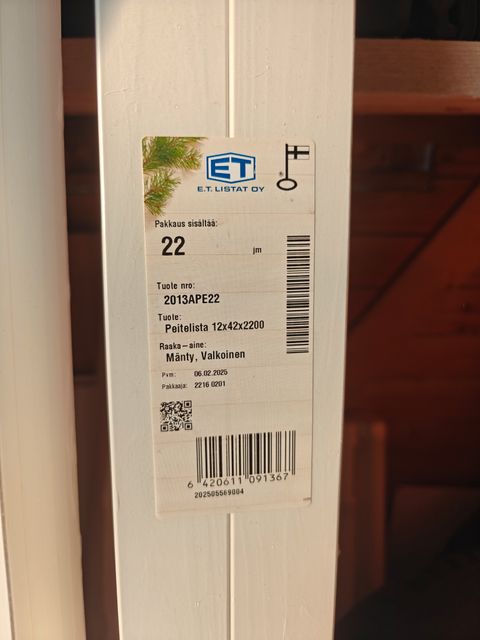 ET
E.T. LISTAT OY
Pakkaus sisältää:
22 jm
Tuote nro:
2013APE22
Tuote:
Peitelista 12x42x2200
Raaka-aine:
Mänty, Valkoinen
Pvm: 06.02.2025
Pakkaaja: 2216 0201
6 420611 091367
202505569004